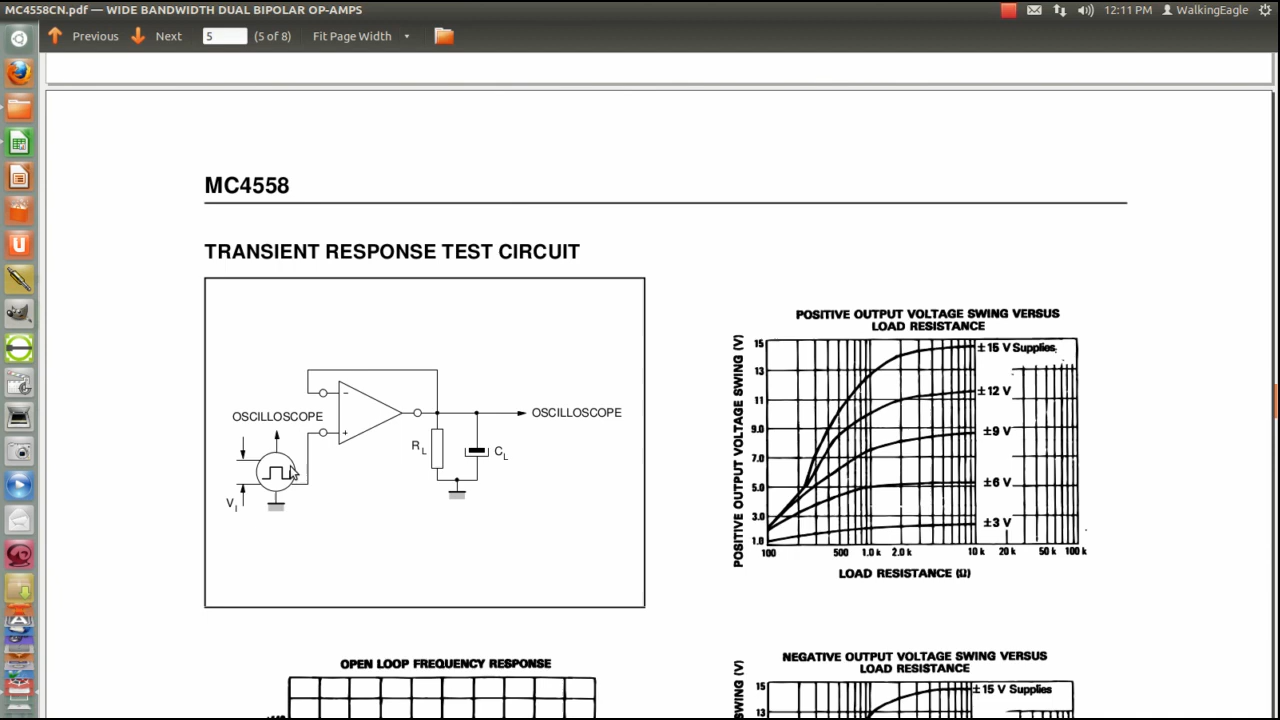 MC4558CN.pdf — WIDE BANDWIDTH DUAL BIPOLAR OP-AMPS
12:11 PM
WalkingEagle
Previous
Next
5
(5 of 8)
Fit Page Width
MC4558
TRANSIENT RESPONSE TEST CIRCUIT
OSCILLOSCOPE
−
+
OSCILLOSCOPE
RL
CL
VI
POSITIVE OUTPUT VOLTAGE SWING VERSUS
LOAD RESISTANCE
POSITIVE OUTPUT VOLTAGE SWING (V)
15
13
11
9.0
7.0
5.0
3.0
1.0
±15 V Supplies
±12 V
±9 V
±6 V
±3 V
100 500 1.0 k 2.0 k 10 k 20 k 50 k 100 k
LOAD RESISTANCE (Ω)
OPEN LOOP FREQUENCY RESPONSE
NEGATIVE OUTPUT VOLTAGE SWING VERSUS
LOAD RESISTANCE
SWING (V)
15
13
±15 V Supplies